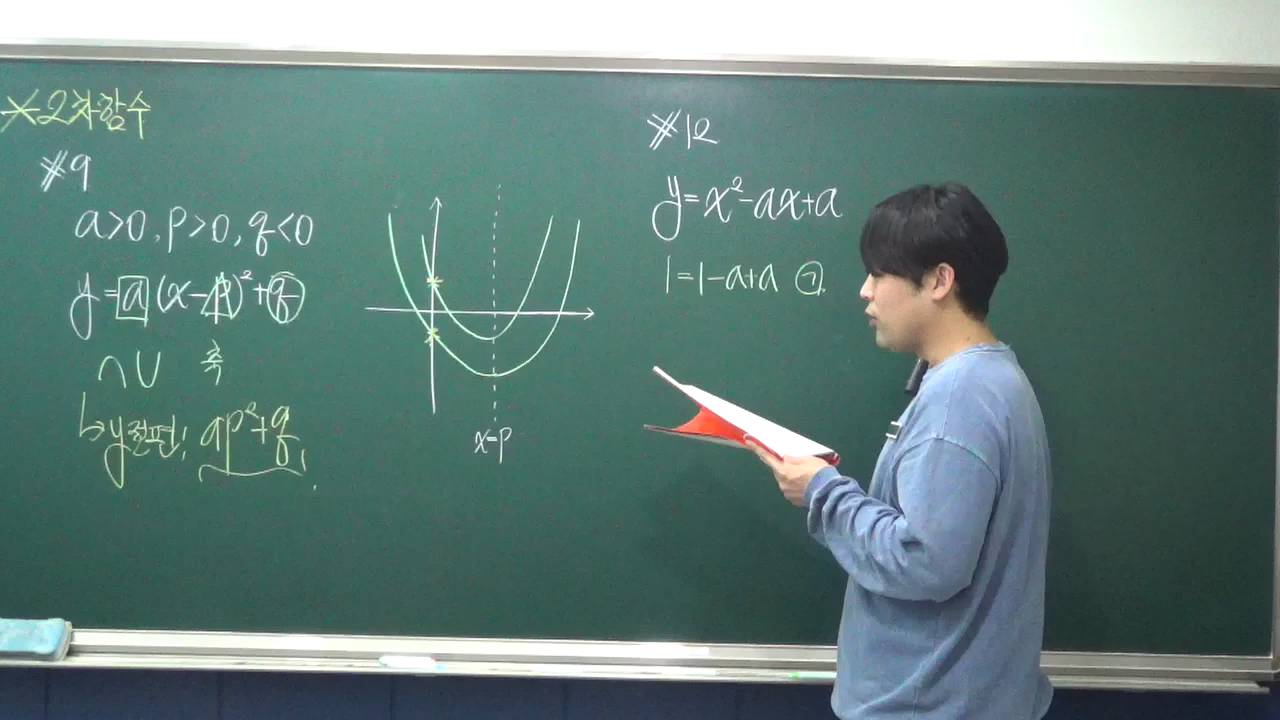 *2차함수
#9
a>0, p>0, q<0
y=a(x-p)²+q
∩∪ 축
↳y절편! ap²+q
x=p
#12
y=x²-ax+a
1=1-a+a ㄱ.